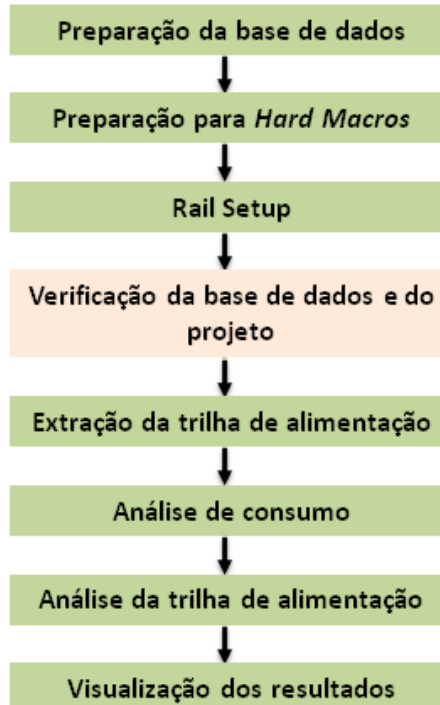 Preparação da base de dados
Preparação para Hard Macros
Rail Setup
Verificação da base de dados e do
projeto
Extração da trilha de alimentação
Análise de consumo
Análise da trilha de alimentação
Visualização dos resultados